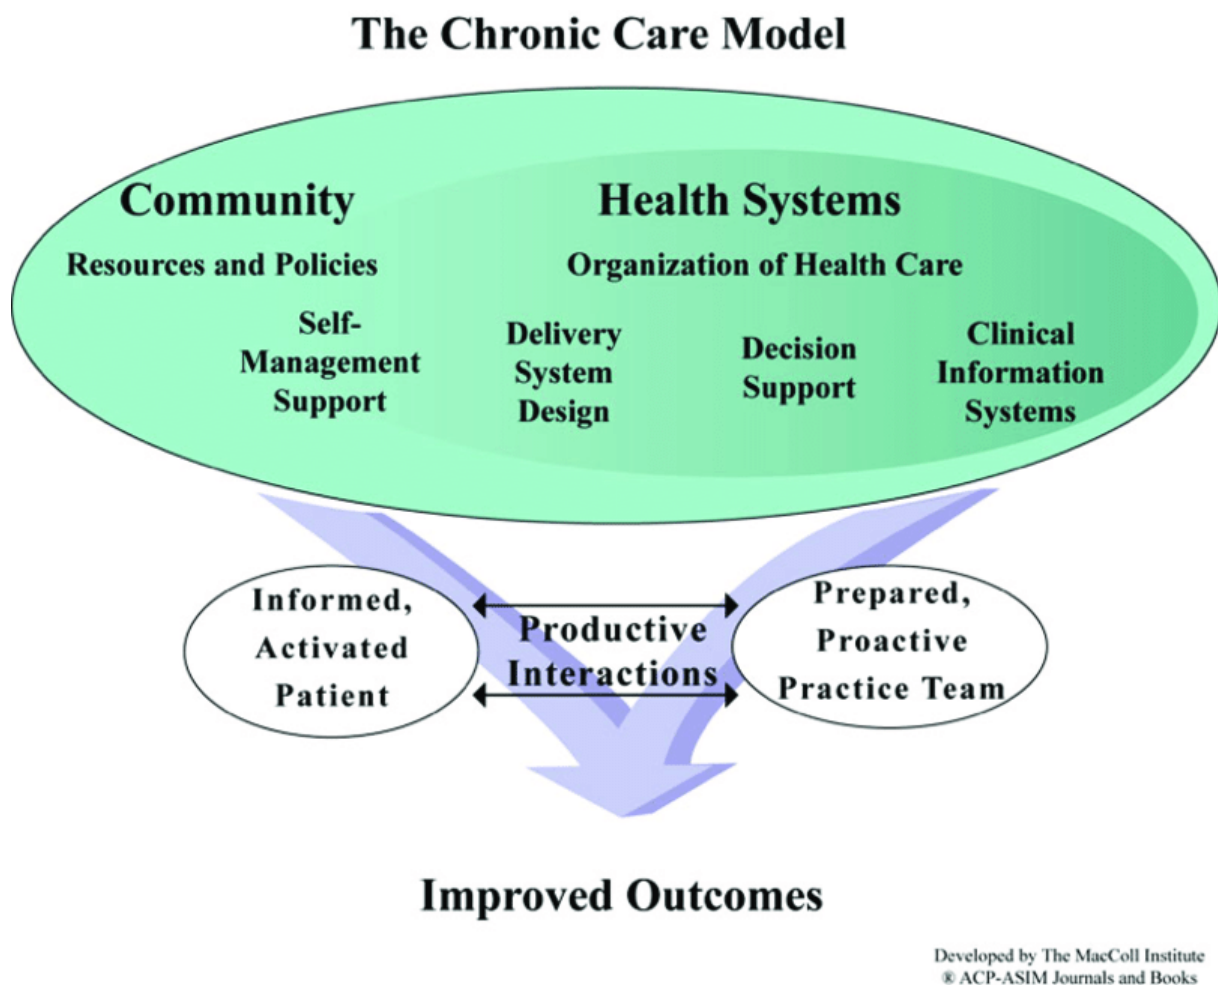 The Chronic Care Model
Community
Resources and Policies
Health Systems
Organization of Health Care
Self-
Management
Support
Delivery
System
Design
Decision
Support
Clinical
Information
Systems
Informed,
Activated
Patient
Productive
Interactions
Prepared,
Proactive
Practice Team
Improved Outcomes
Developed by The MacColl Institute
® ACP-ASIM Journals and Books